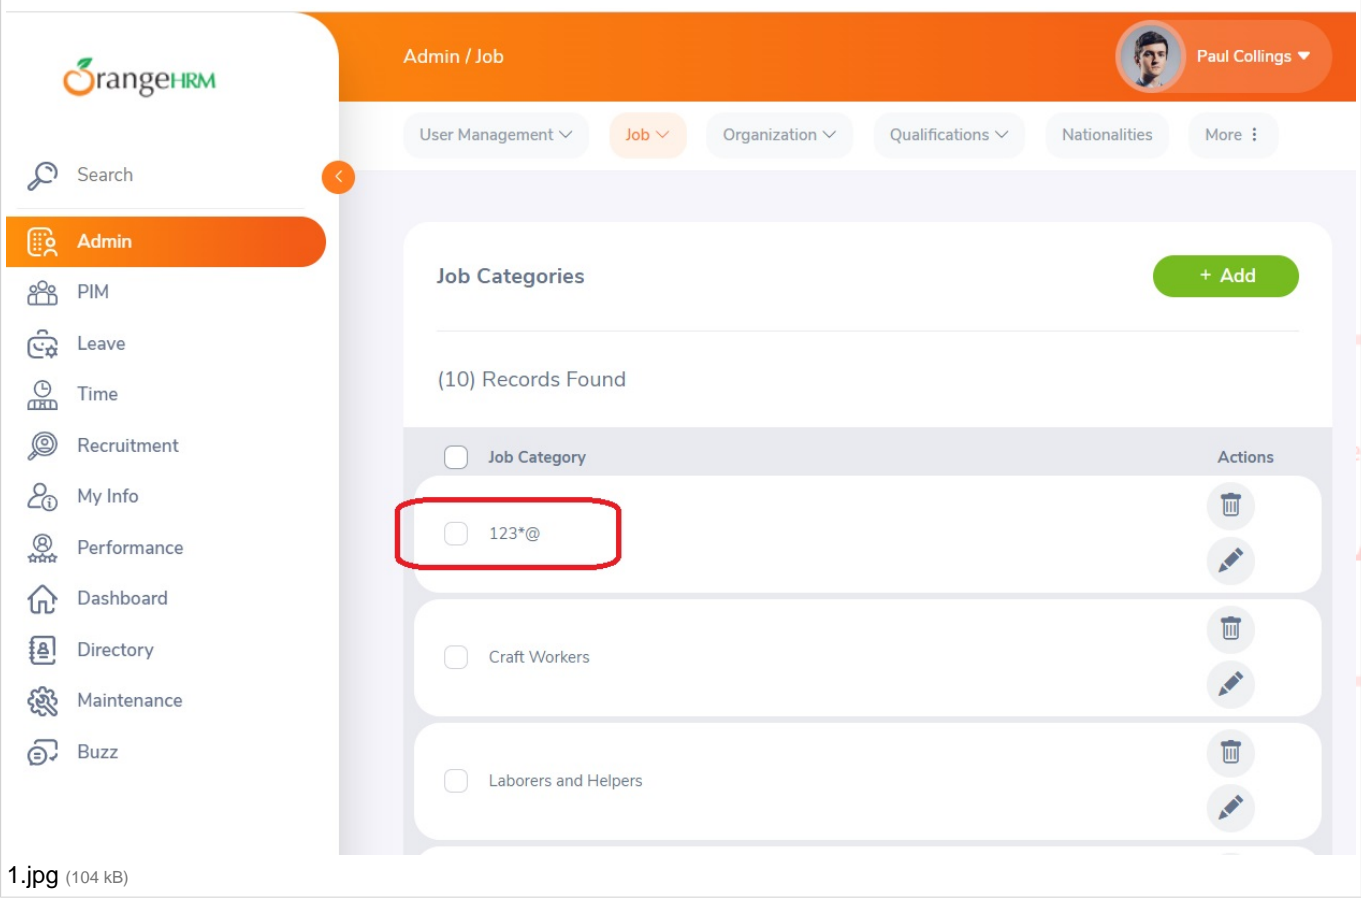 OrangeHRM
Admin / Job
Paul Collings
User Management
Job
Organization
Qualifications
Nationalities
More
Search
Admin
PIM
Leave
Time
Recruitment
My Info
Performance
Dashboard
Directory
Maintenance
Buzz
Job Categories
+ Add
(10) Records Found
Job Category Actions
123*@
Craft Workers
Laborers and Helpers
1.jpg (104 kB)